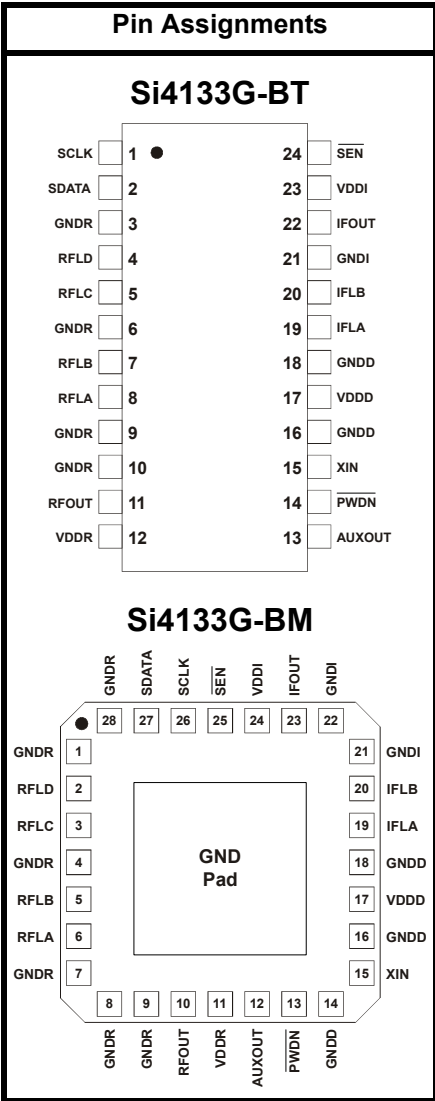 Pin Assignments
Si4133G-BT
SCLK 1 24 S̅E̅N̅
SDATA 2 23 VDDI
GNDR 3 22 IFOUT
RFLD 4 21 GNDI
RFLC 5 20 IFLB
GNDR 6 19 IFLA
RFLB 7 18 GNDD
RFLA 8 17 VDDD
GNDR 9 16 GNDD
GNDR 10 15 XIN
RFOUT 11 14 P̅W̅D̅N̅
VDDR 12 13 AUXOUT
Si4133G-BM
GNDR SDATA SCLK S̅E̅N̅ VDDI IFOUT GNDI
28 27 26 25 24 23 22
GNDR 1 21 GNDI
RFLD 2 20 IFLB
RFLC 3 19 IFLA
GNDR 4 18 GNDD
RFLB 5 17 VDDD
RFLA 6 16 GNDD
GNDR 7 15 XIN
GND
Pad
8 9 10 11 12 13 14
GNDR GNDR RFOUT VDDR AUXOUT P̅W̅D̅N̅ GNDD